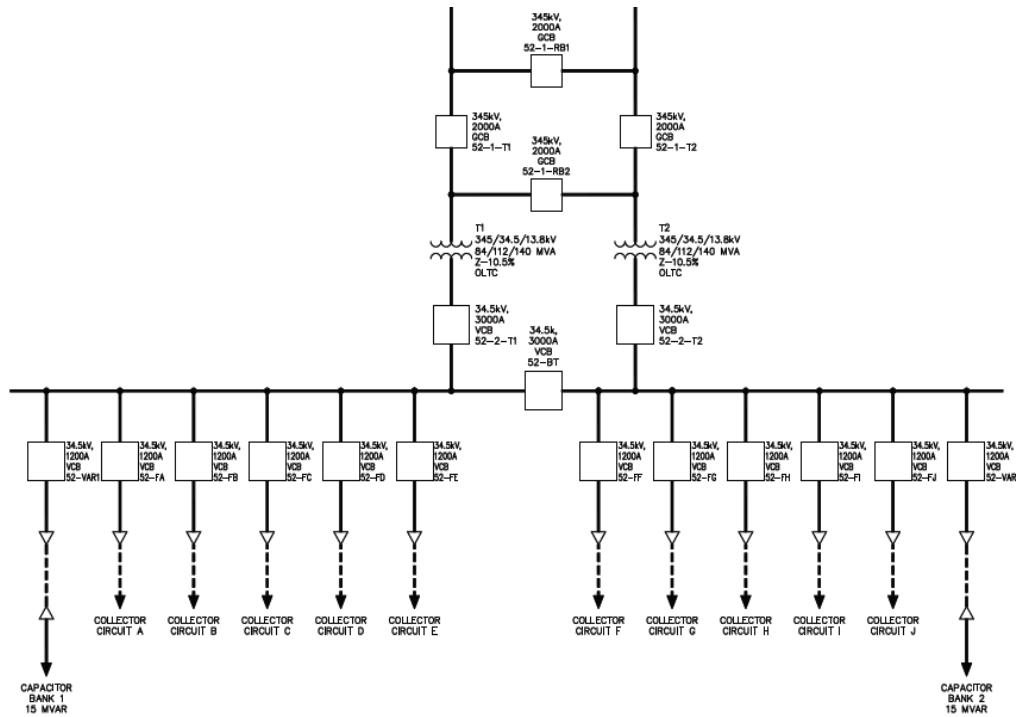 345kV,
2000A
GCB
52-1-RB1
345kV,
2000A
GCB
52-1-T1
345kV,
2000A
GCB
52-1-RB2
345kV,
2000A
GCB
52-1-T2
T1
345/34.5/13.8kV
84/112/140 MVA
Z-10.5%
OLTC
T2
345/34.5/13.8kV
84/112/140 MVA
Z-10.5%
OLTC
34.5kV,
3000A
VCB
52-2-T1
34.5k,
3000A
VCB
52-BT
34.5kV,
3000A
VCB
52-2-T2
34.5kV,
1200A
VCB
52-VAR1
34.5kV,
1200A
VCB
52-FA
34.5kV,
1200A
VCB
52-FB
34.5kV,
1200A
VCB
52-FC
34.5kV,
1200A
VCB
52-FD
34.5kV,
1200A
VCB
52-FE
34.5kV,
1200A
VCB
52-FF
34.5kV,
1200A
VCB
52-FG
34.5kV,
1200A
VCB
52-FH
34.5kV,
1200A
VCB
52-FI
34.5kV,
1200A
VCB
52-FJ
34.5kV,
1200A
VCB
52-VAR
COLLECTOR
CIRCUIT A
COLLECTOR
CIRCUIT B
COLLECTOR
CIRCUIT C
COLLECTOR
CIRCUIT D
COLLECTOR
CIRCUIT E
COLLECTOR
CIRCUIT F
COLLECTOR
CIRCUIT G
COLLECTOR
CIRCUIT H
COLLECTOR
CIRCUIT I
COLLECTOR
CIRCUIT J
CAPACITOR
BANK 1
15 MVAR
CAPACITOR
BANK 2
15 MVAR